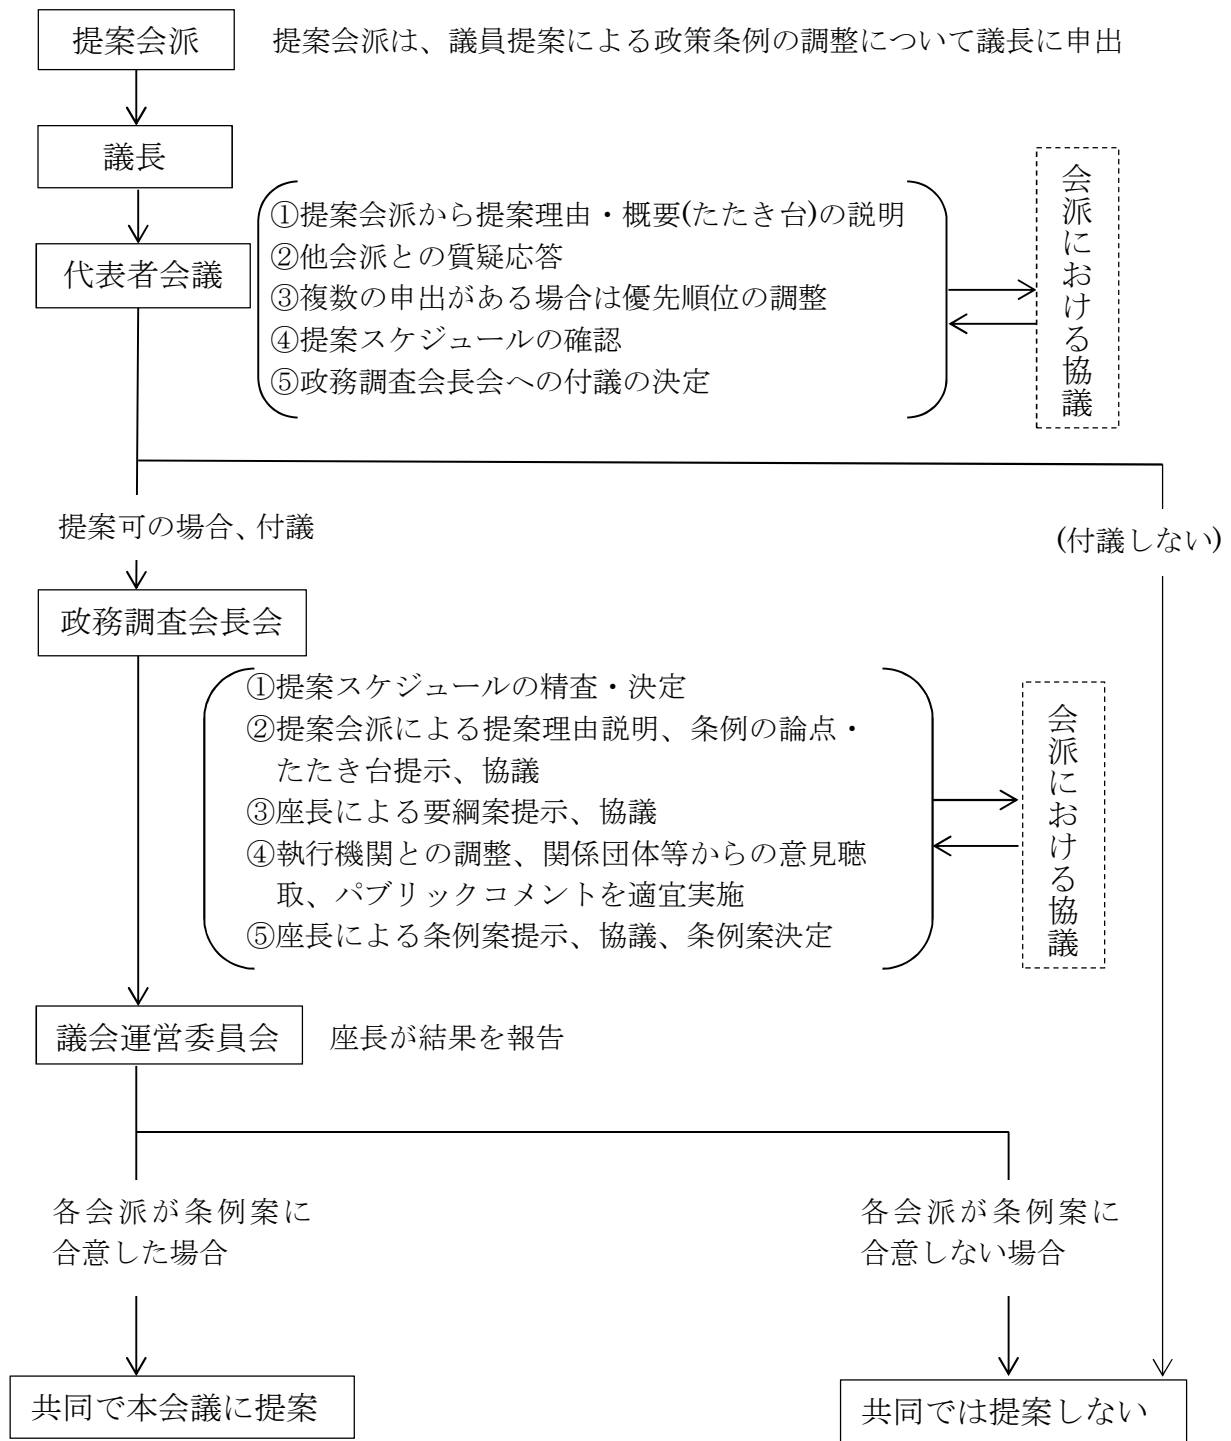 提案会派
提案会派は、議員提案による政策条例の調整について議長に申出
議長
代表者会議
①提案会派から提案理由・概要(たたき台)の説明
②他会派との質疑応答
③複数の申出がある場合は優先順位の調整
④提案スケジュールの確認
⑤政務調査会長会への付議の決定
会派における協議
提案可の場合、付議
(付議しない)
政務調査会長会
①提案スケジュールの精査・決定
②提案会派による提案理由説明、条例の論点・
たたき台提示、協議
③座長による要綱案提示、協議
④執行機関との調整、関係団体等からの意見聴
取、パブリックコメントを適宜実施
⑤座長による条例案提示、協議、条例案決定
会派における協議
議会運営委員会
座長が結果を報告
各会派が条例案に
合意した場合
各会派が条例案に
合意しない場合
共同で本会議に提案
共同では提案しない